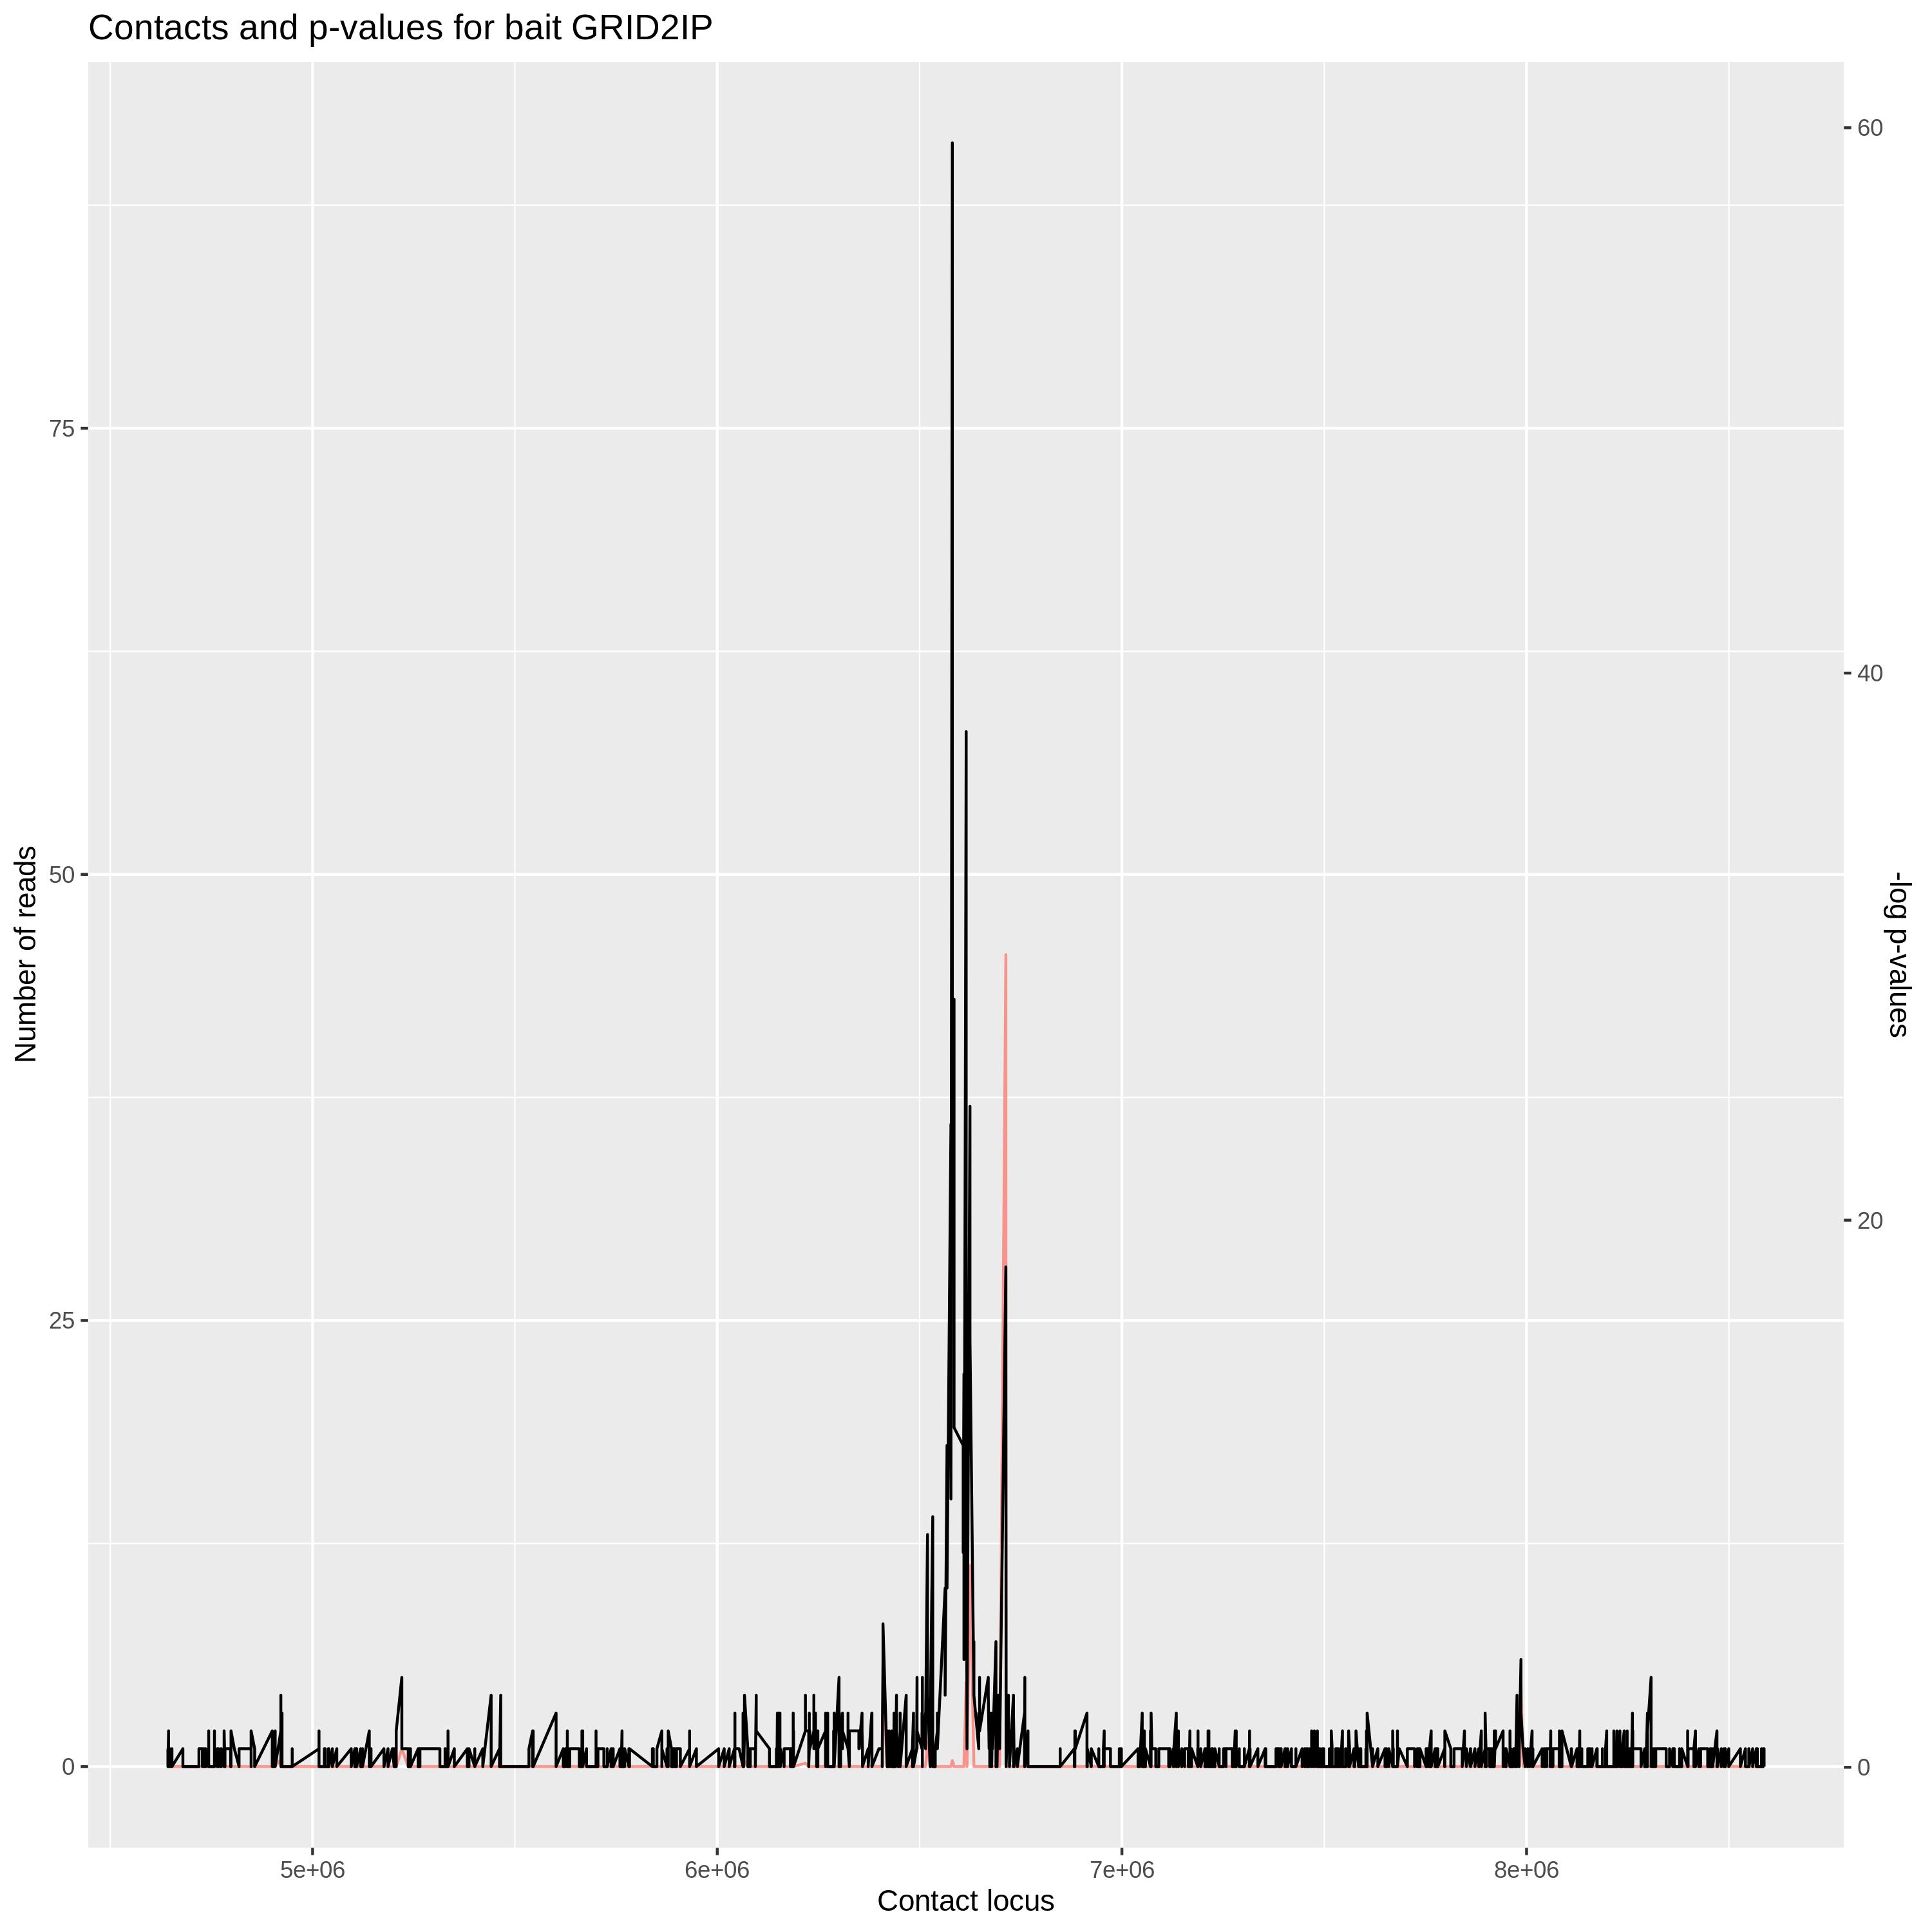 Contacts and p-values for bait GRID2IP
60
75
40
50
20
25
0
0
Number of reads
-log p-values
5e+06 6e+06 7e+06 8e+06
Contact locus